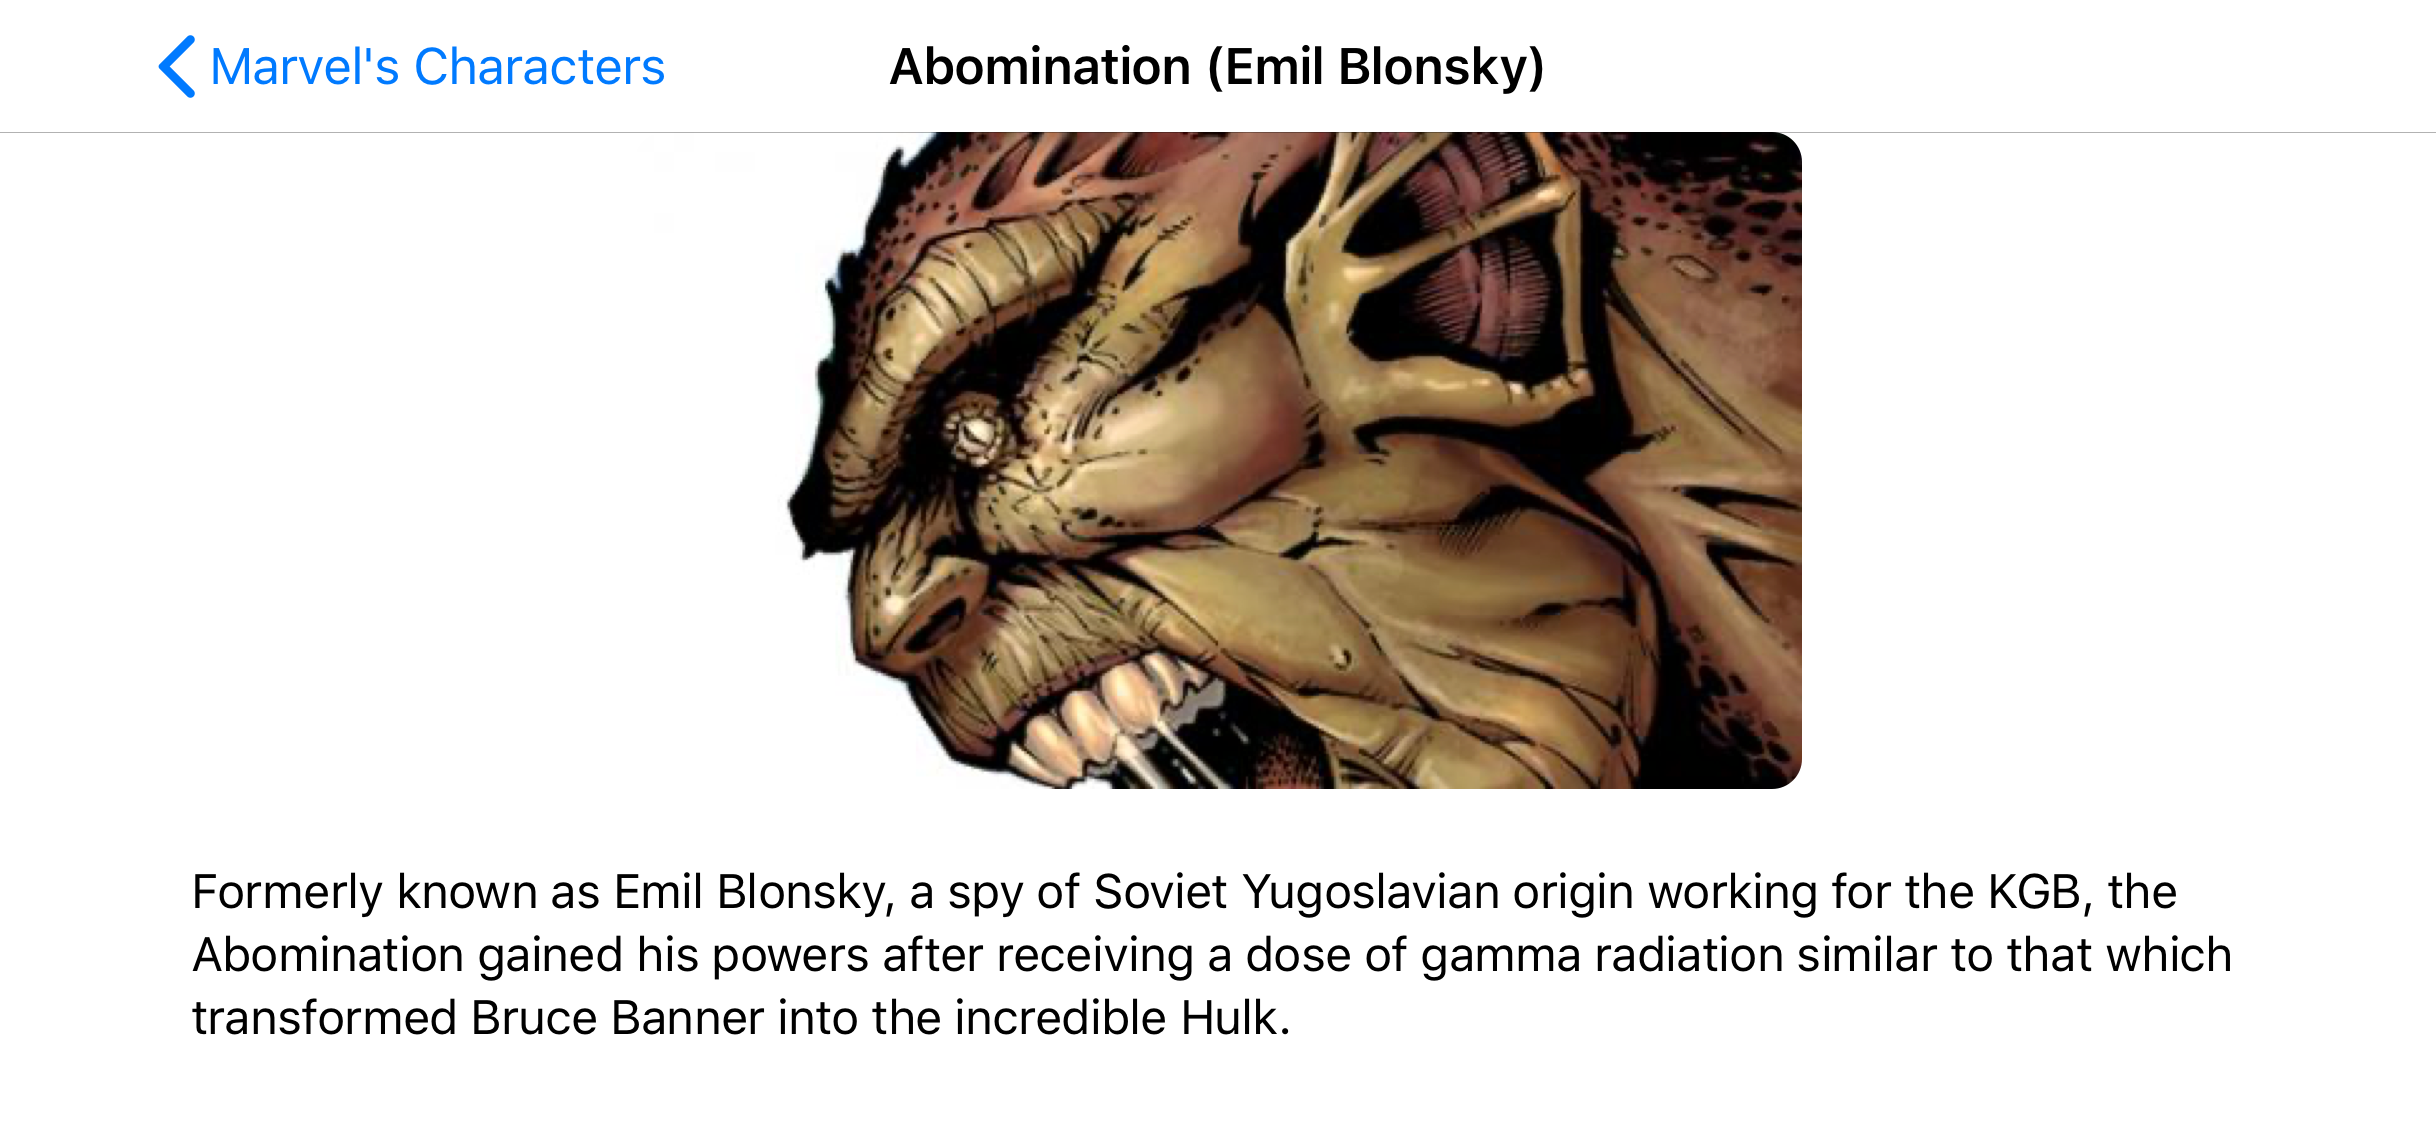 Marvel's Characters
Abomination (Emil Blonsky)
Formerly known as Emil Blonsky, a spy of Soviet Yugoslavian origin working for the KGB, the
Abomination gained his powers after receiving a dose of gamma radiation similar to that which
transformed Bruce Banner into the incredible Hulk.